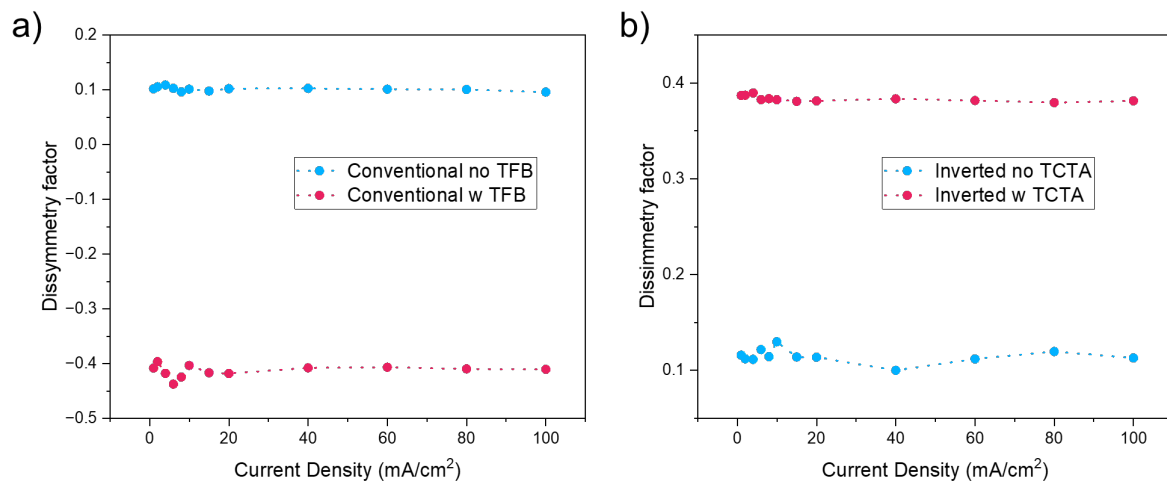 a)
0.2
0.1
0.0
−0.1
−0.2
−0.3
−0.4
−0.5
Dissymmetry factor
Conventional no TFB
Conventional w TFB
0 20 40 60 80 100
Current Density (mA/cm²)
b)
0.4
0.3
0.2
0.1
Dissimmetry factor
Inverted no TCTA
Inverted w TCTA
0 20 40 60 80 100
Current Density (mA/cm²)